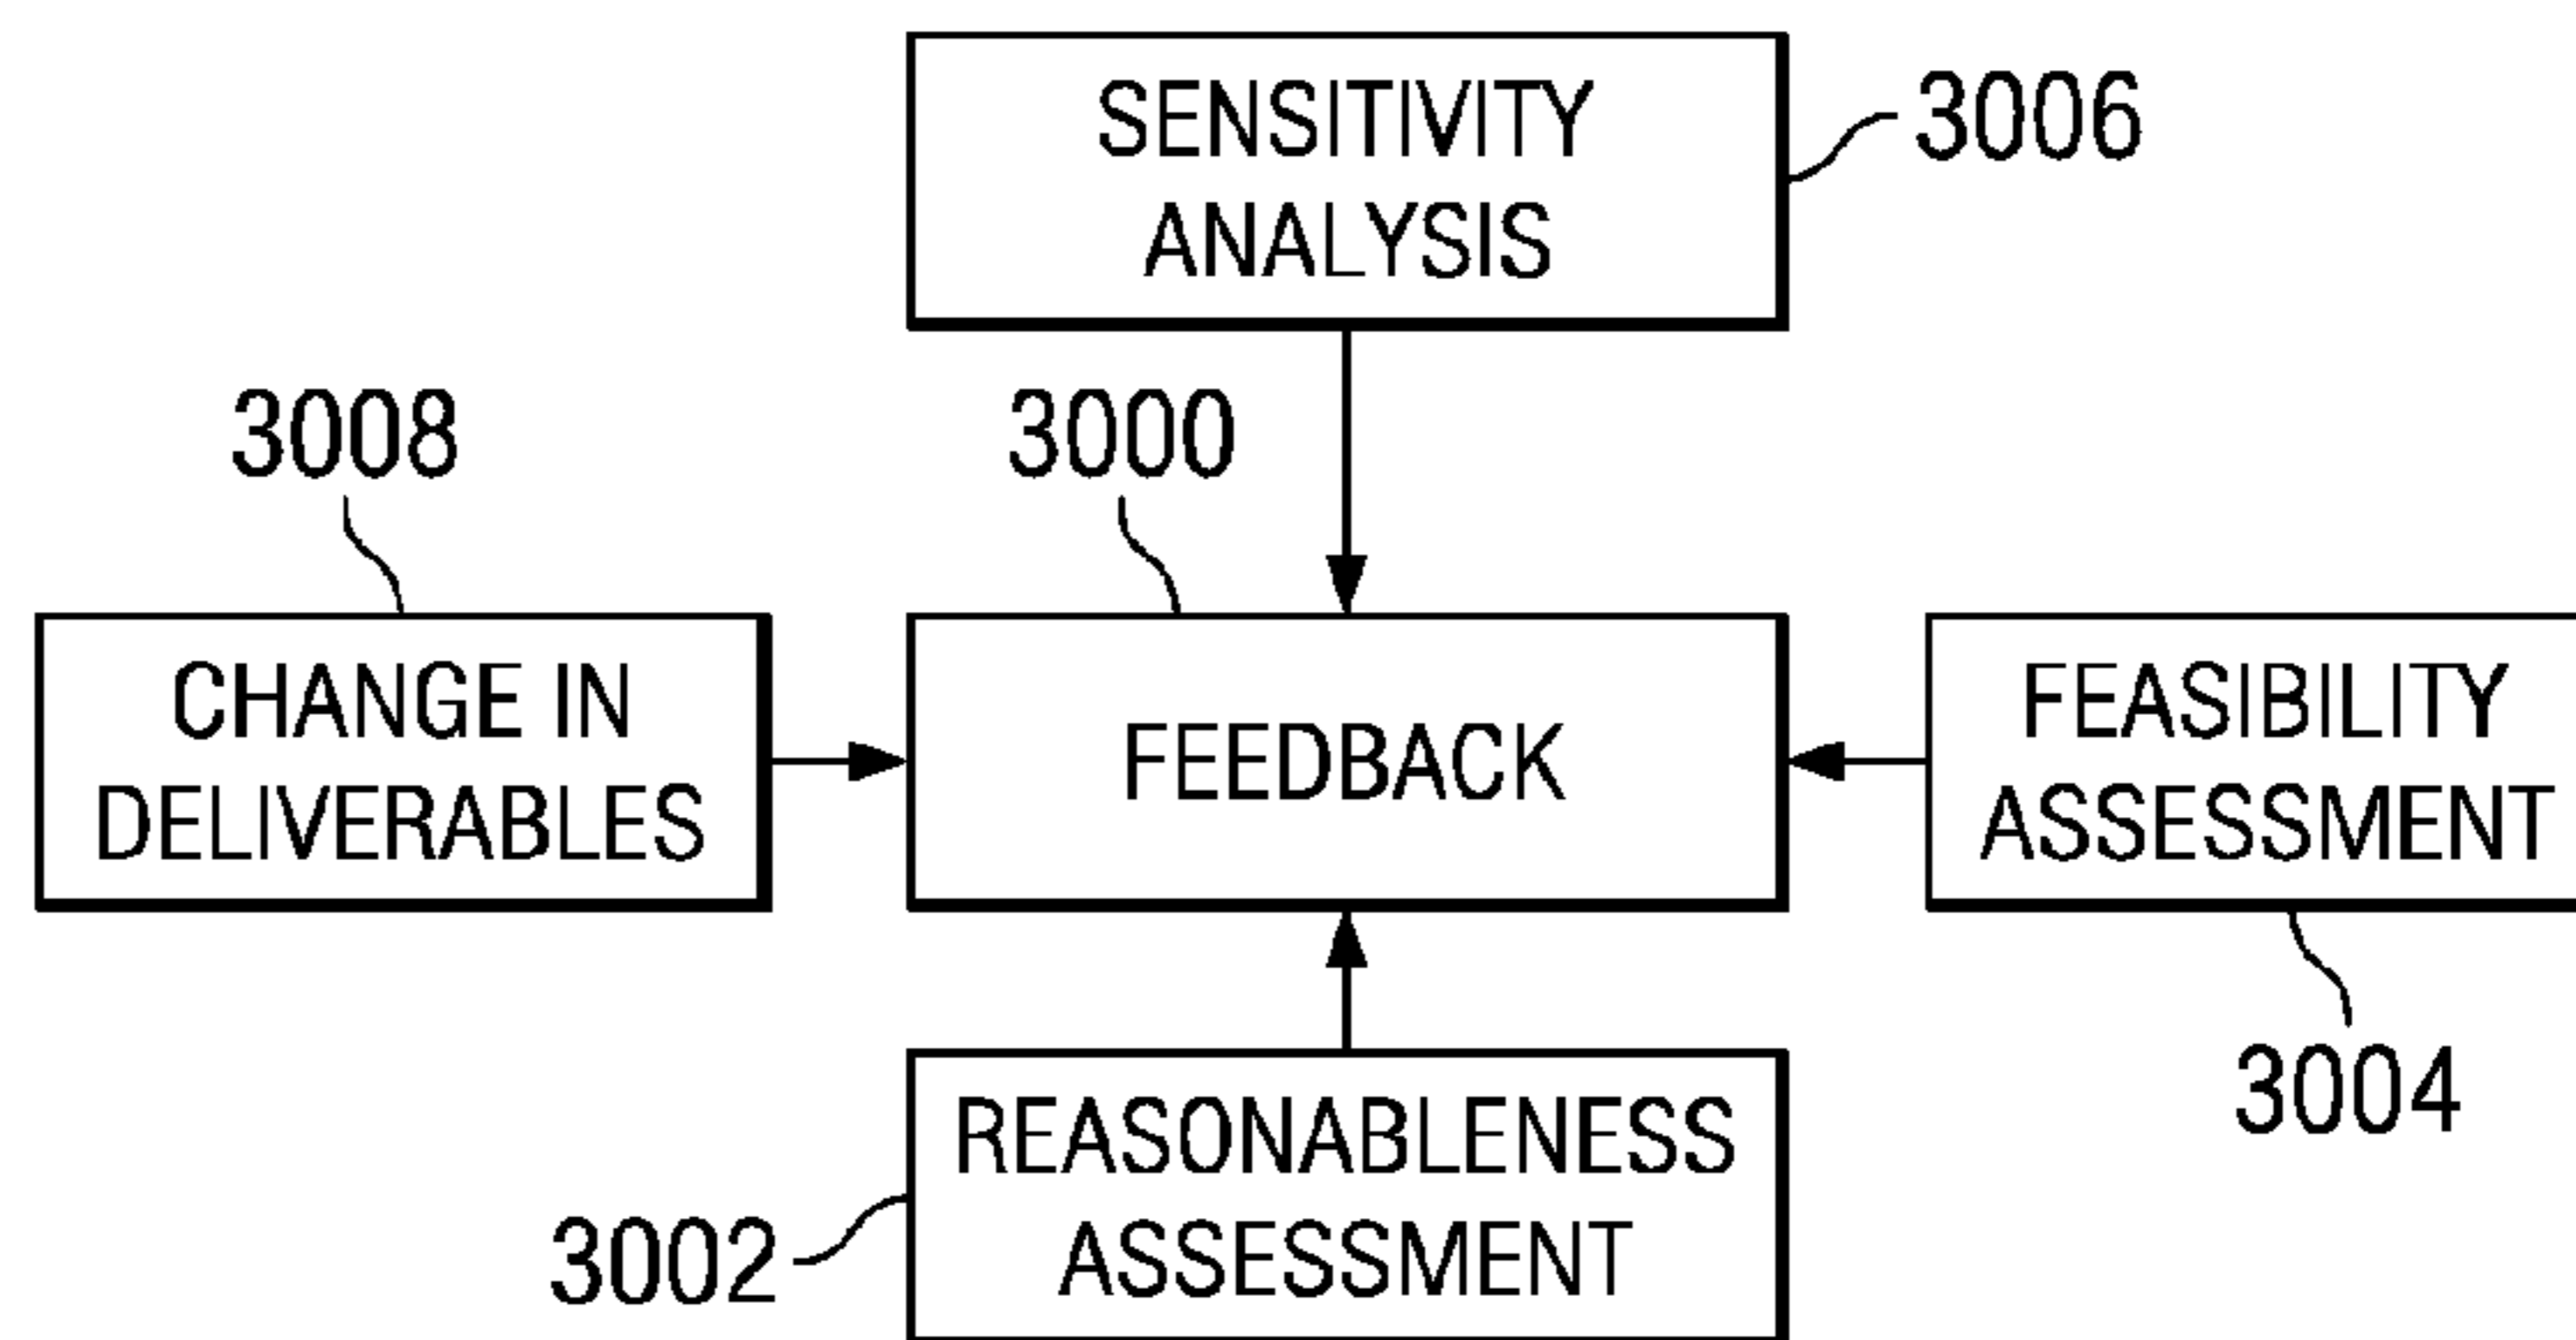 SENSITIVITY
ANALYSIS
3006
3008
3000
CHANGE IN
DELIVERABLES
FEEDBACK
FEASIBILITY
ASSESSMENT
3004
REASONABLENESS
ASSESSMENT
3002